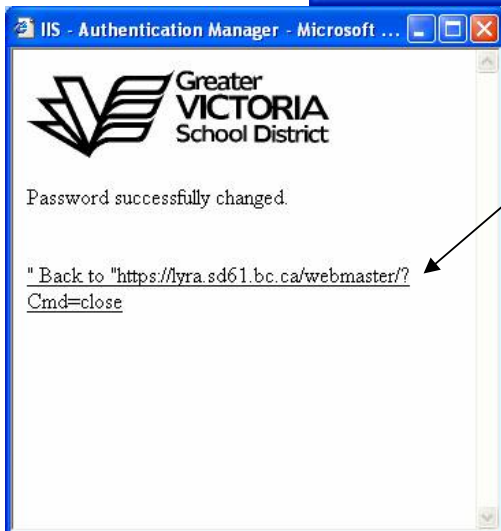 IIS - Authentication Manager - Microsoft ...
Greater
VICTORIA
School District
Password successfully changed.
" Back to "https://lyra.sd61.bc.ca/webmaster/?
Cmd=close